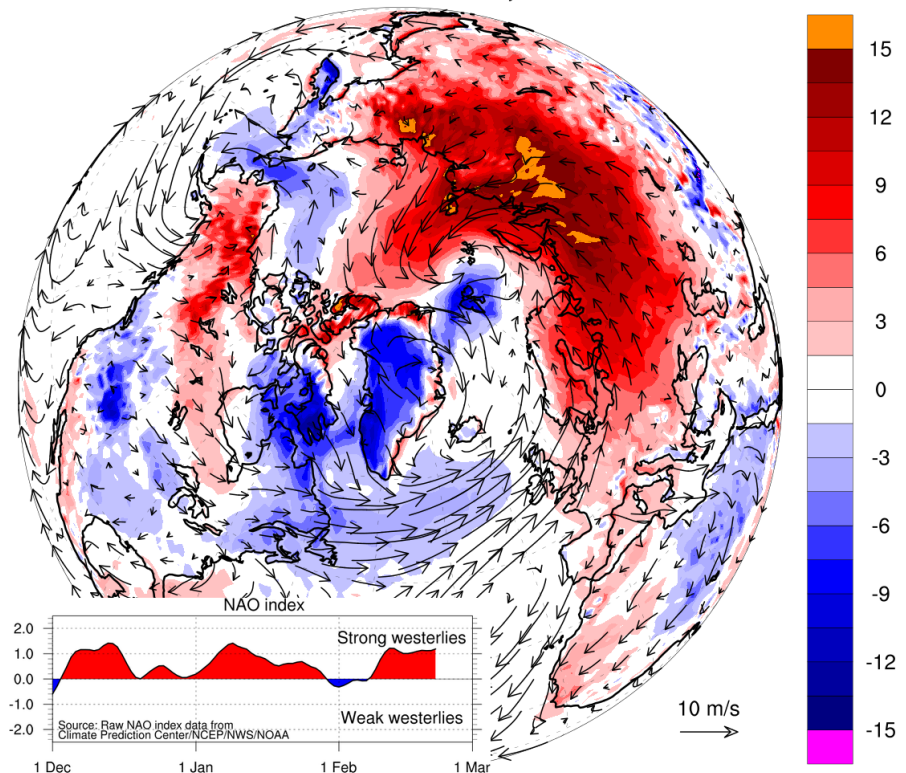 15
12
9
6
3
0
-3
-6
-9
-12
-15
10 m/s
NAO index
2.0
1.0
0.0
-1.0
-2.0
Strong westerlies
Weak westerlies
Source: Raw NAO index data from
Climate Prediction Center/NCEP/NWS/NOAA
1 Dec
1 Jan
1 Feb
1 Mar